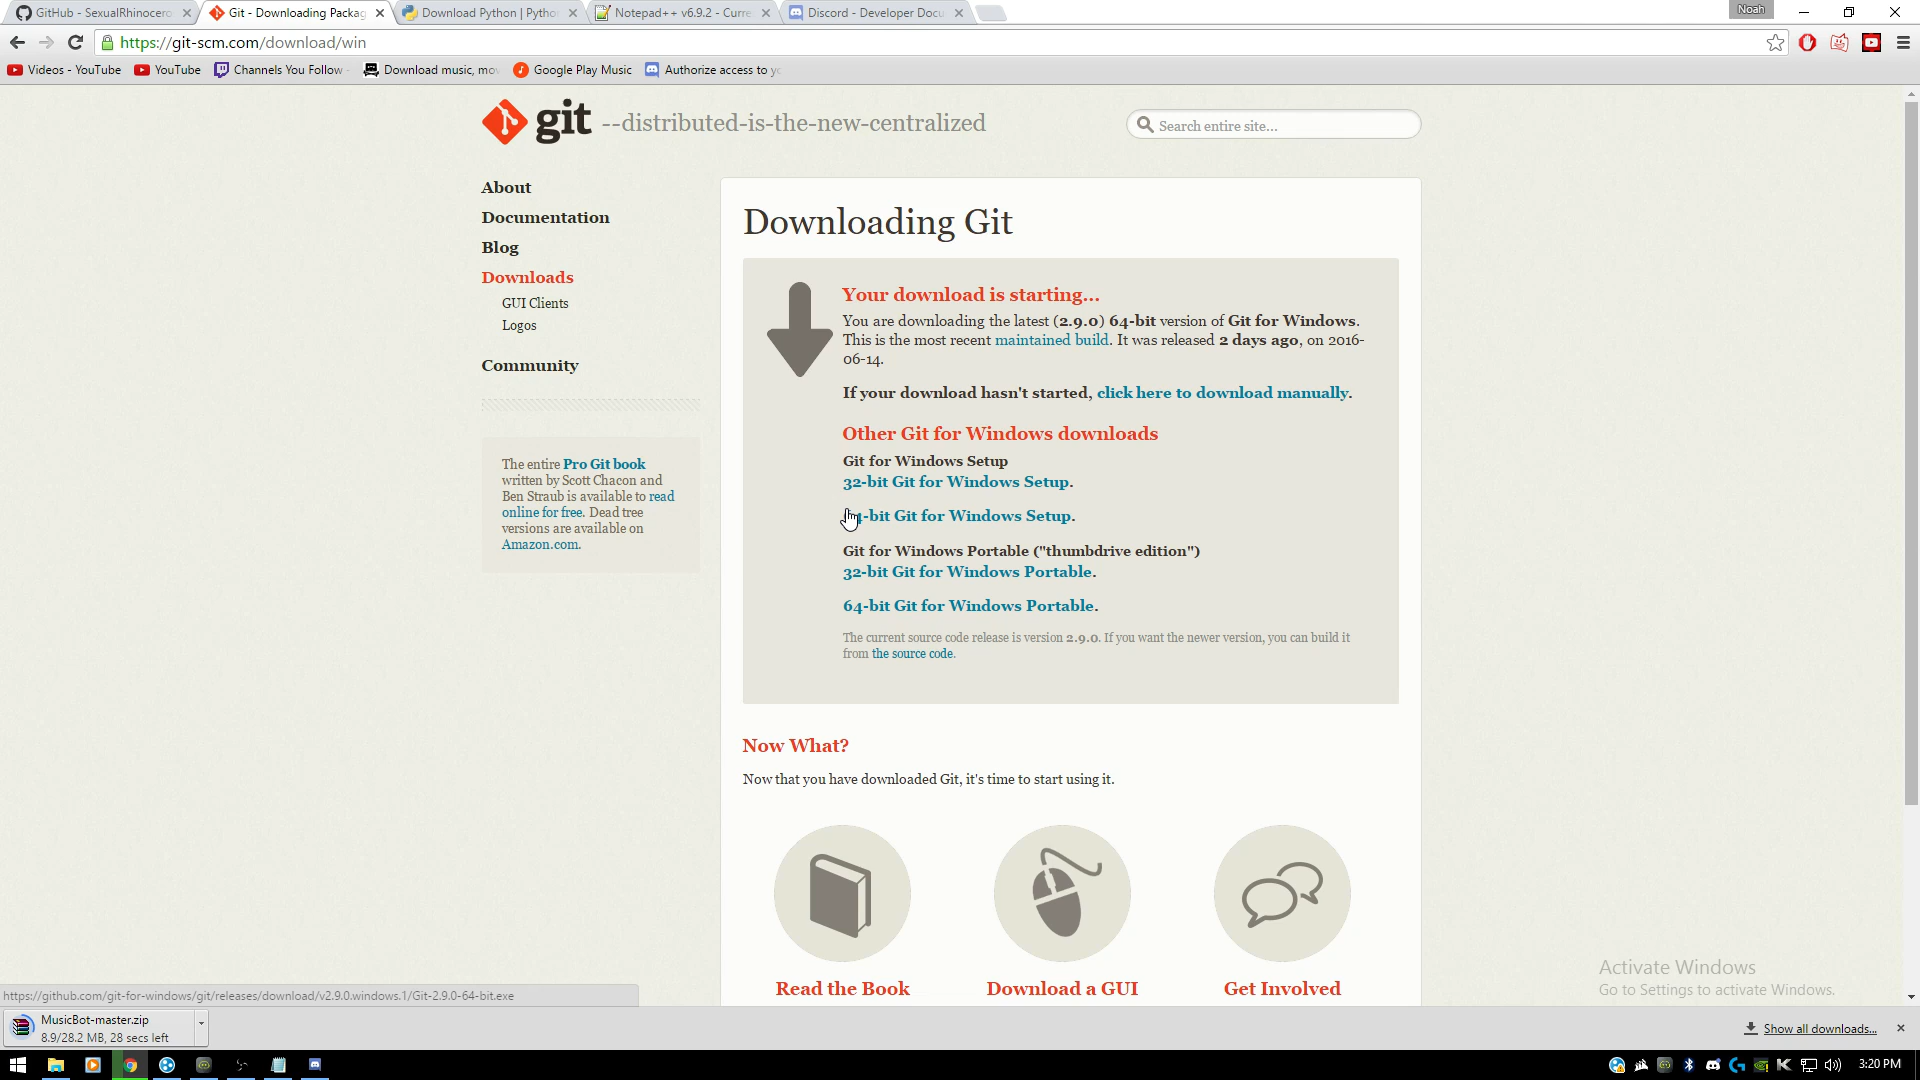 GitHub - SexualRhinocero
Git - Downloading Packag
Download Python | Pytho
Notepad++ v6.9.2 - Curre
Discord - Developer Docu
Noah
https://git-scm.com/download/win
Videos - YouTube
YouTube
Channels You Follow
Download music, mov
Google Play Music
Authorize access to yo
git --distributed-is-the-new-centralized
Search entire site...
About
Documentation
Blog
Downloads
GUI Clients
Logos
Community
The entire Pro Git book
written by Scott Chacon and
Ben Straub is available to read
online for free. Dead tree
versions are available on
Amazon.com.
Downloading Git
Your download is starting...
You are downloading the latest (2.9.0) 64-bit version of Git for Windows.
This is the most recent maintained build. It was released 2 days ago, on 2016-
06-14.
If your download hasn't started, click here to download manually.
Other Git for Windows downloads
Git for Windows Setup
32-bit Git for Windows Setup.
64-bit Git for Windows Setup.
Git for Windows Portable ("thumbdrive edition")
32-bit Git for Windows Portable.
64-bit Git for Windows Portable.
The current source code release is version 2.9.0. If you want the newer version, you can build it
from the source code.
Now What?
Now that you have downloaded Git, it's time to start using it.
Read the Book
Download a GUI
Get Involved
Activate Windows
Go to Settings to activate Windows.
https://github.com/git-for-windows/git/releases/download/v2.9.0.windows.1/Git-2.9.0-64-bit.exe
MusicBot-master.zip
8.9/28.2 MB, 28 secs left
Show all downloads...
3:20 PM